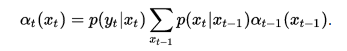 α_t(x_t) = p(y_t|x_t) ∑_{x_{t−1}} p(x_t|x_{t−1})α_{t−1}(x_{t−1}).